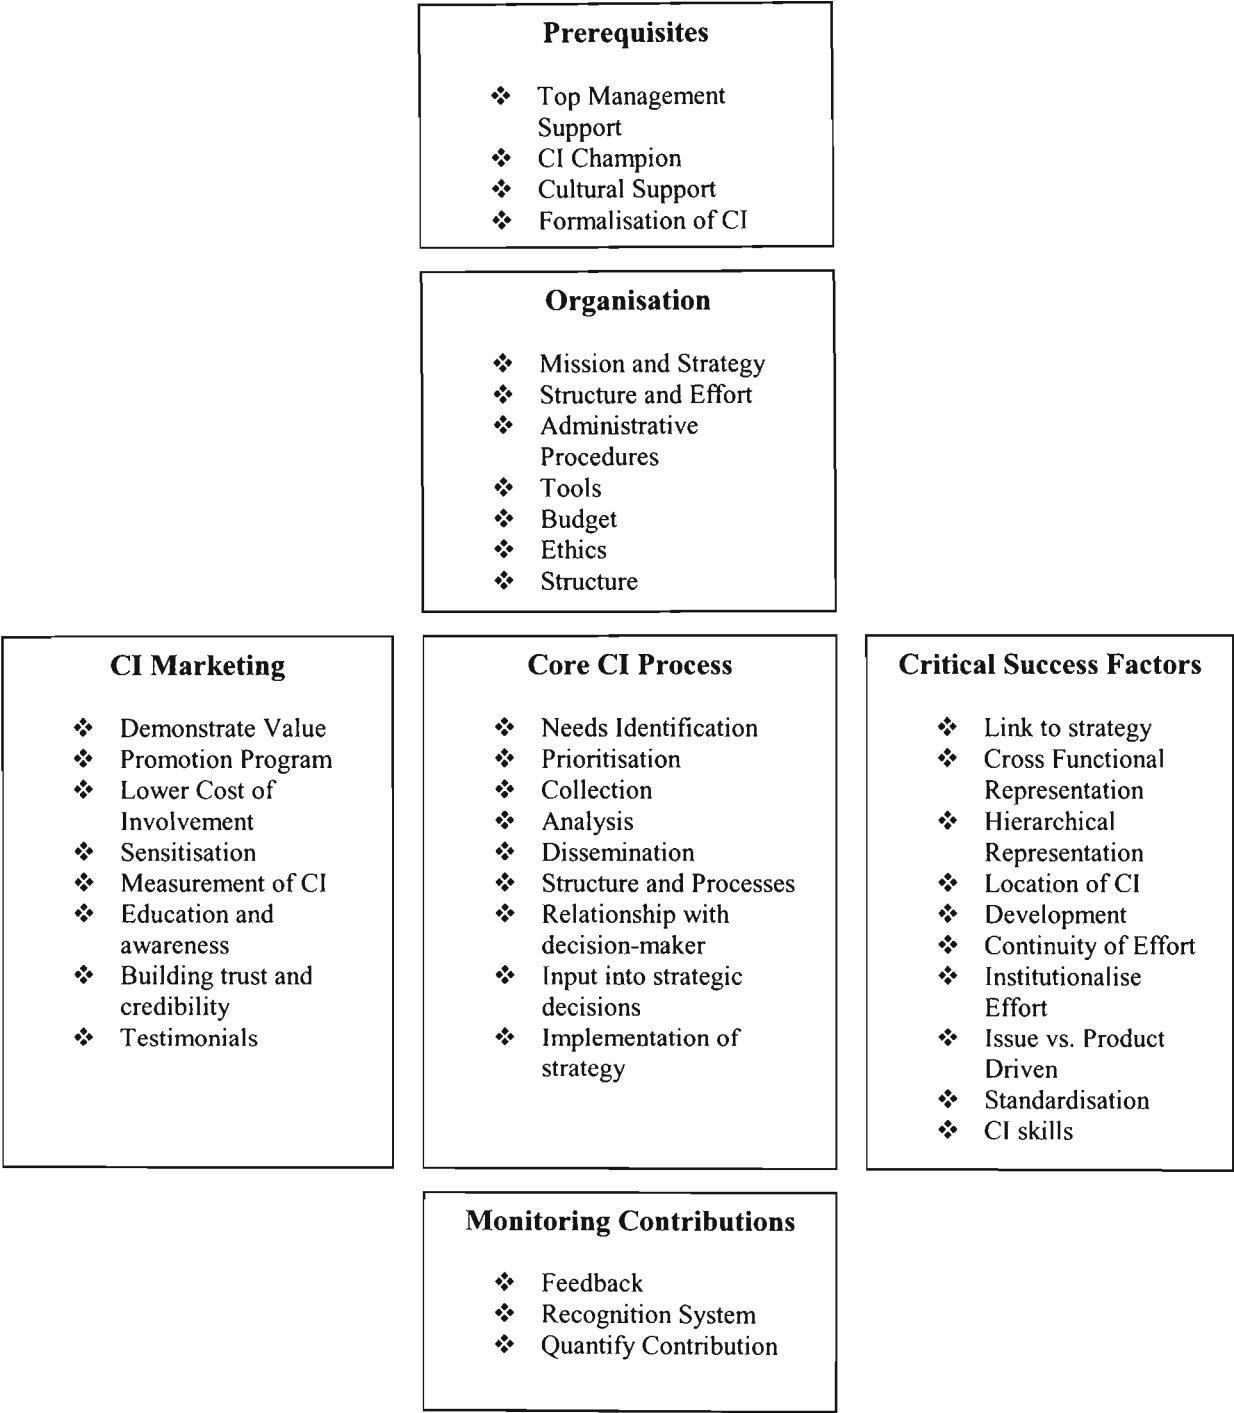 Prerequisites
❖ Top Management
Support
❖ CI Champion
❖ Cultural Support
❖ Formalisation of CI
Organisation
❖ Mission and Strategy
❖ Structure and Effort
❖ Administrative
Procedures
❖ Tools
❖ Budget
❖ Ethics
❖ Structure
CI Marketing
❖ Demonstrate Value
❖ Promotion Program
❖ Lower Cost of
Involvement
❖ Sensitisation
❖ Measurement of CI
❖ Education and
awareness
❖ Building trust and
credibility
❖ Testimonials
Core CI Process
❖ Needs Identification
❖ Prioritisation
❖ Collection
❖ Analysis
❖ Dissemination
❖ Structure and Processes
❖ Relationship with
decision-maker
❖ Input into strategic
decisions
❖ Implementation of
strategy
Critical Success Factors
❖ Link to strategy
❖ Cross Functional
Representation
❖ Hierarchical
Representation
❖ Location of CI
❖ Development
❖ Continuity of Effort
❖ Institutionalise
Effort
❖ Issue vs. Product
Driven
❖ Standardisation
❖ CI skills
Monitoring Contributions
❖ Feedback
❖ Recognition System
❖ Quantify Contribution